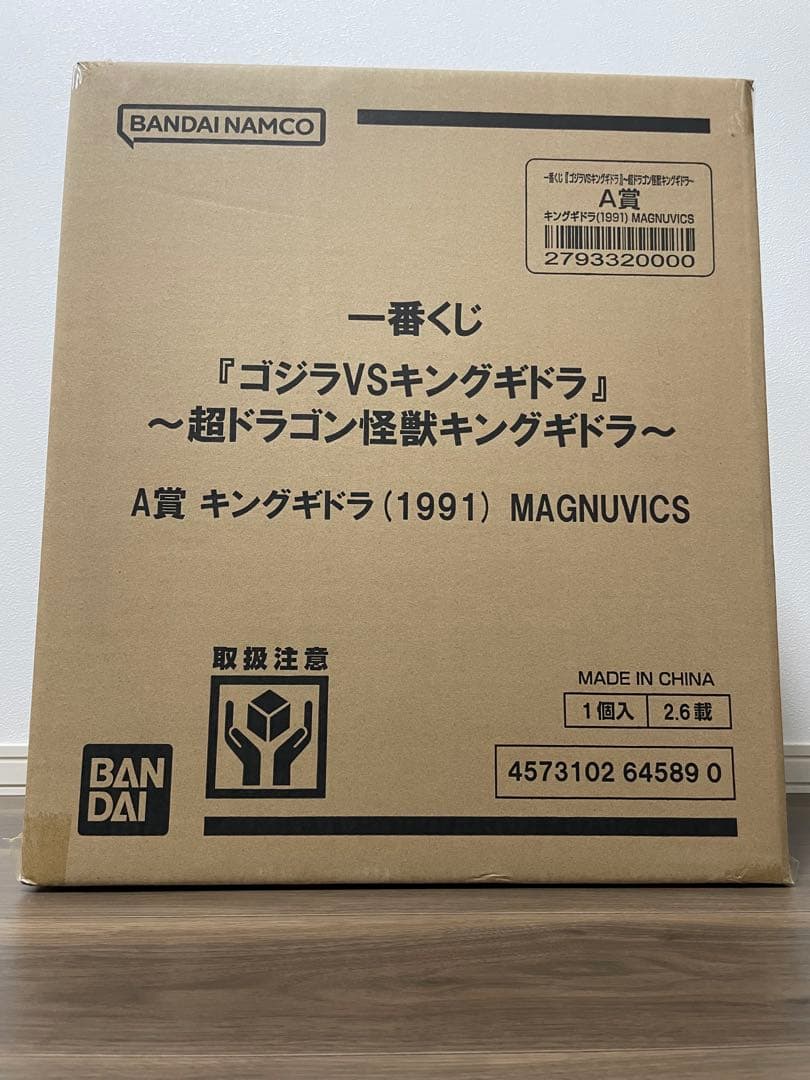 BANDAI NAMCO
一番くじ『ゴジラVSキングギドラ』～超ドラゴン怪獣キングギドラ～
A賞
キングギドラ(1991) MAGNUVICS
2793320000
一番くじ
『ゴジラVSキングギドラ』
～超ドラゴン怪獣キングギドラ～
A賞 キングギドラ(1991) MAGNUVICS
取扱注意
MADE IN CHINA
1個入 2.6載
4573102 64589 0
BAN
DAI